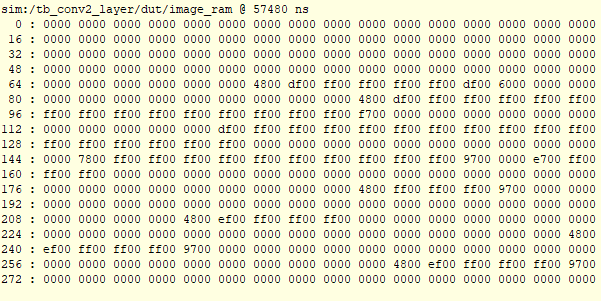 sim:/tb_conv2_layer/dut/image_ram @ 57480 ns
0 : 0000 0000 0000 0000 0000 0000 0000 0000 0000 0000 0000 0000 0000 0000 0000 0000
16 : 0000 0000 0000 0000 0000 0000 0000 0000 0000 0000 0000 0000 0000 0000 0000 0000
32 : 0000 0000 0000 0000 0000 0000 0000 0000 0000 0000 0000 0000 0000 0000 0000 0000
48 : 0000 0000 0000 0000 0000 0000 0000 0000 0000 0000 0000 0000 0000 0000 0000 0000
64 : 0000 0000 0000 0000 0000 0000 4800 df00 ff00 ff00 ff00 ff00 df00 6000 0000 0000
80 : 0000 0000 0000 0000 0000 0000 0000 0000 0000 4800 df00 ff00 ff00 ff00 ff00 ff00
96 : ff00 ff00 ff00 ff00 ff00 ff00 ff00 ff00 ff00 f700 0000 0000 0000 0000 0000 0000
112 : 0000 0000 0000 0000 0000 df00 ff00 ff00 ff00 ff00 ff00 ff00 ff00 ff00 ff00 ff00
128 : ff00 ff00 ff00 ff00 ff00 ff00 0000 0000 0000 0000 0000 0000 0000 0000 0000 0000
144 : 0000 7800 ff00 ff00 ff00 ff00 ff00 ff00 ff00 ff00 ff00 ff00 9700 0000 e700 ff00
160 : ff00 ff00 0000 0000 0000 0000 0000 0000 0000 0000 0000 0000 0000 0000 0000 0000
176 : 0000 0000 0000 0000 0000 0000 0000 0000 0000 4800 ff00 ff00 ff00 9700 0000 0000
192 : 0000 0000 0000 0000 0000 0000 0000 0000 0000 0000 0000 0000 0000 0000 0000 0000
208 : 0000 0000 0000 0000 4800 ef00 ff00 ff00 ff00 0000 0000 0000 0000 0000 0000 0000
224 : 0000 0000 0000 0000 0000 0000 0000 0000 0000 0000 0000 0000 0000 0000 0000 4800
240 : ef00 ff00 ff00 ff00 9700 0000 0000 0000 0000 0000 0000 0000 0000 0000 0000 0000
256 : 0000 0000 0000 0000 0000 0000 0000 0000 0000 0000 4800 ef00 ff00 ff00 ff00 9700
272 : 0000 0000 0000 0000 0000 0000 0000 0000 0000 0000 0000 0000 0000 0000 0000 0000